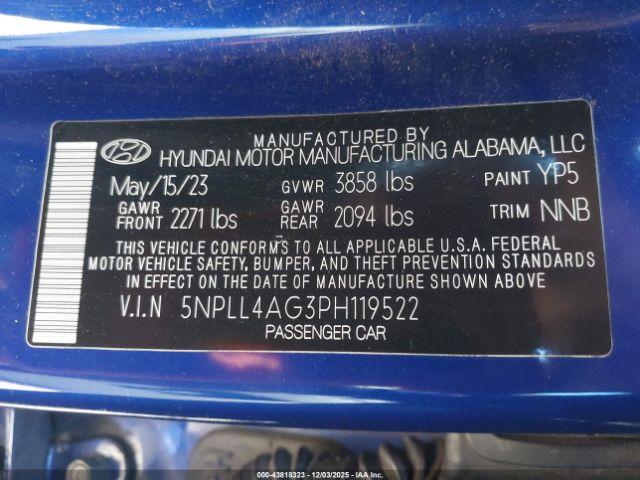 MANUFACTURED BY
HYUNDAI MOTOR MANUFACTURING ALABAMA, LLC
May/15/23 GVWR 3858 lbs PAINT YP5
GAWR FRONT 2271 lbs GAWR REAR 2094 lbs TRIM NNB
THIS VEHICLE CONFORMS TO ALL APPLICABLE U.S.A. FEDERAL
MOTOR VEHICLE SAFETY, BUMPER, AND THEFT PREVENTION STANDARDS
IN EFFECT ON THE DATE OF MANUFACTURE SHOWN ABOVE
V.I.N 5NPLL4AG3PH119522
PASSENGER CAR
000-43818323 - 12/03/2025 - IAAI